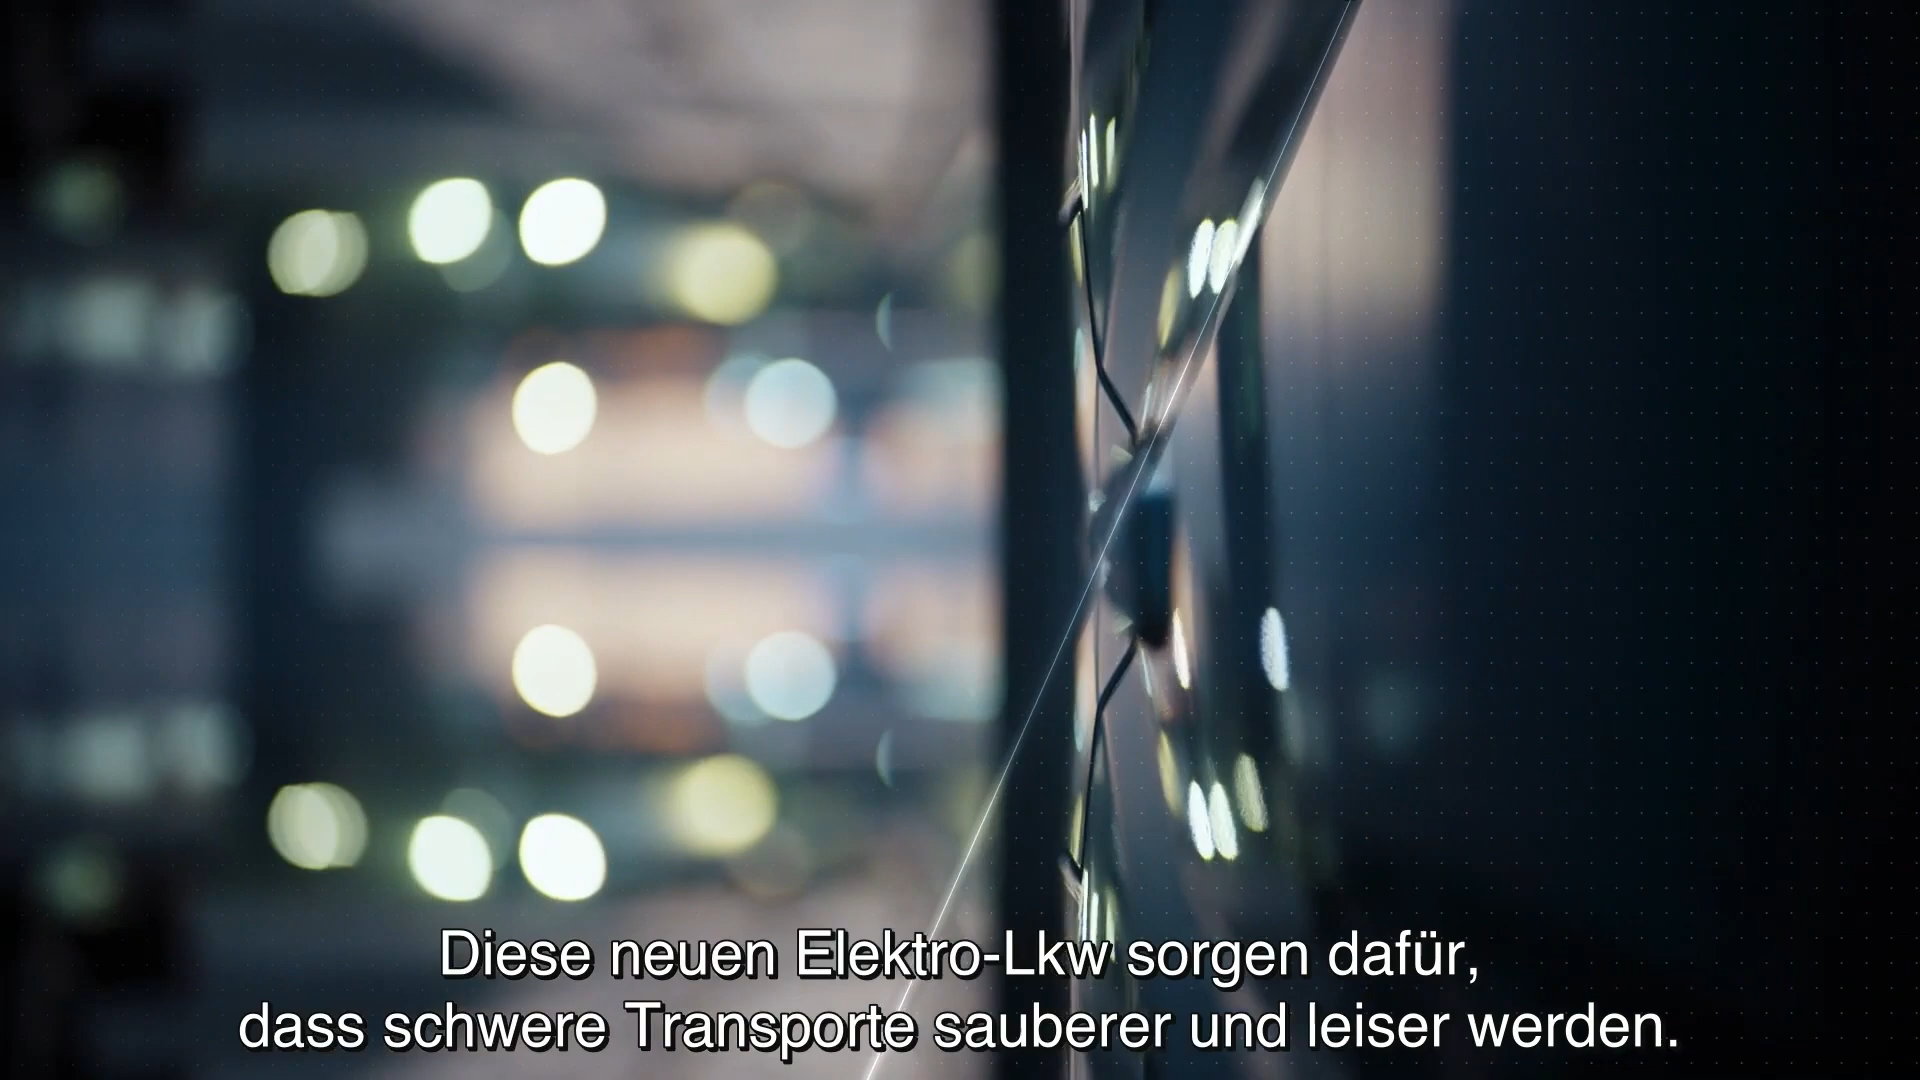 Diese neuen Elektro-Lkw sorgen dafür,
dass schwere Transporte sauberer und leiser werden.